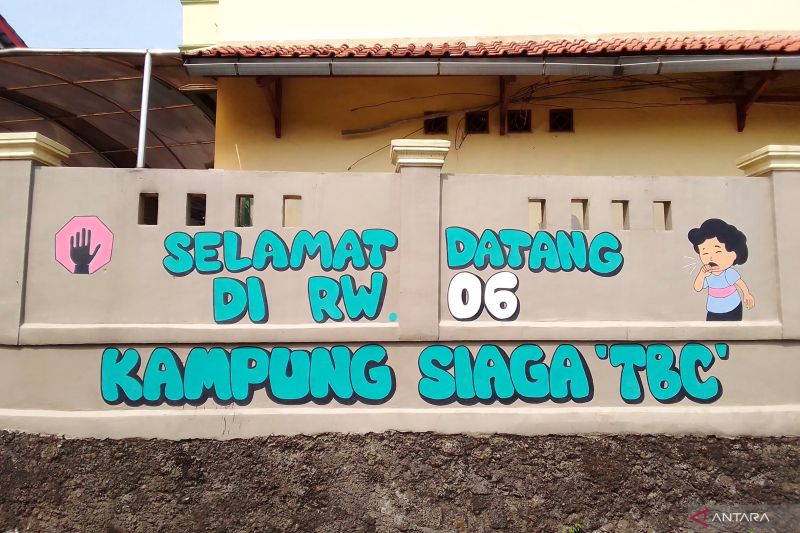 SELAMAT DATANG
DI RW. 06
KAMPUNG SIAGA 'TBC'
ANTARA